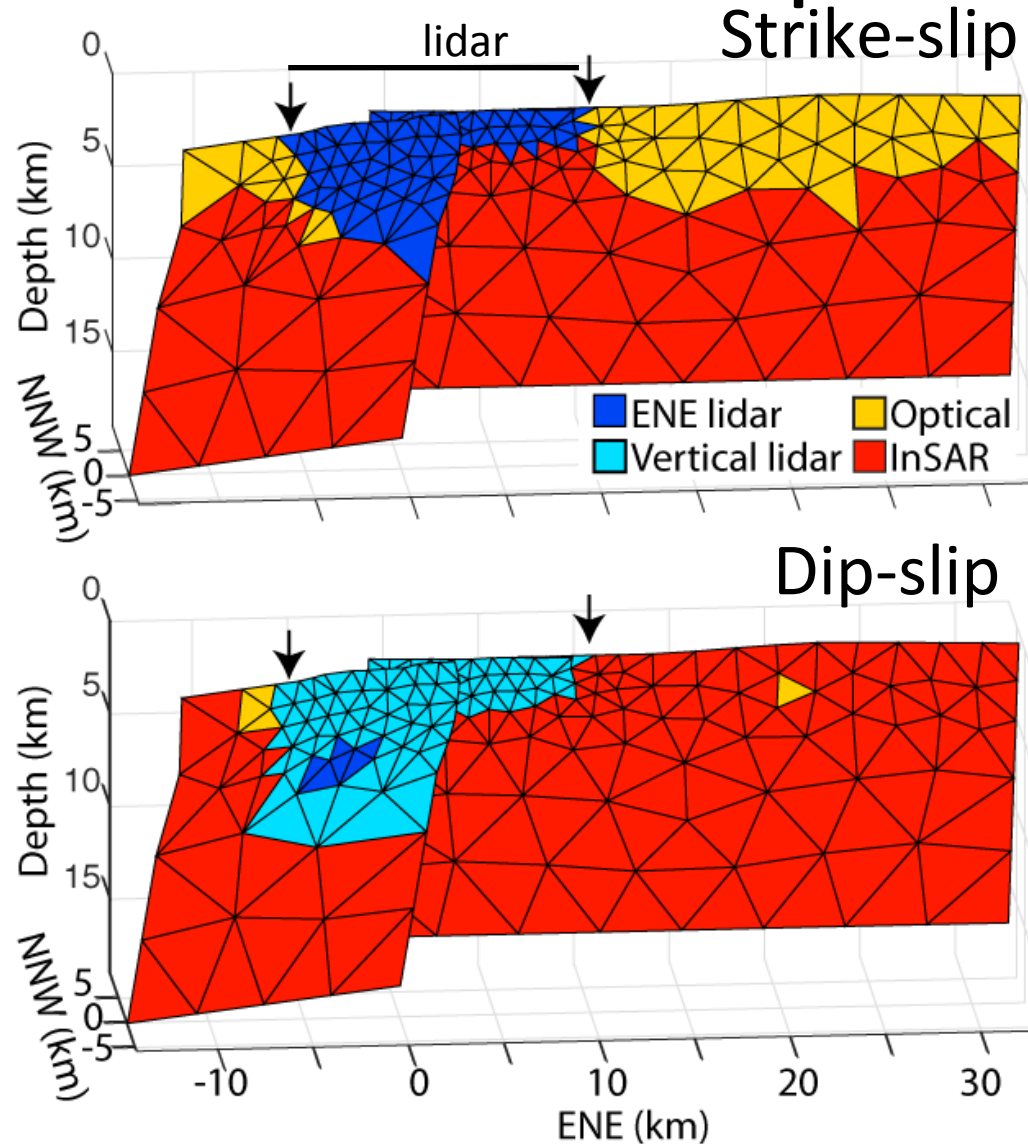 Strike-slip
lidar
0
5
10
15
Depth (km)
NNW (km)
5
0
-5
ENE lidar
Optical
Vertical lidar
InSAR
Dip-slip
0
5
10
15
Depth (km)
NNW (km)
5
0
-5
-10
0
10
20
30
ENE (km)